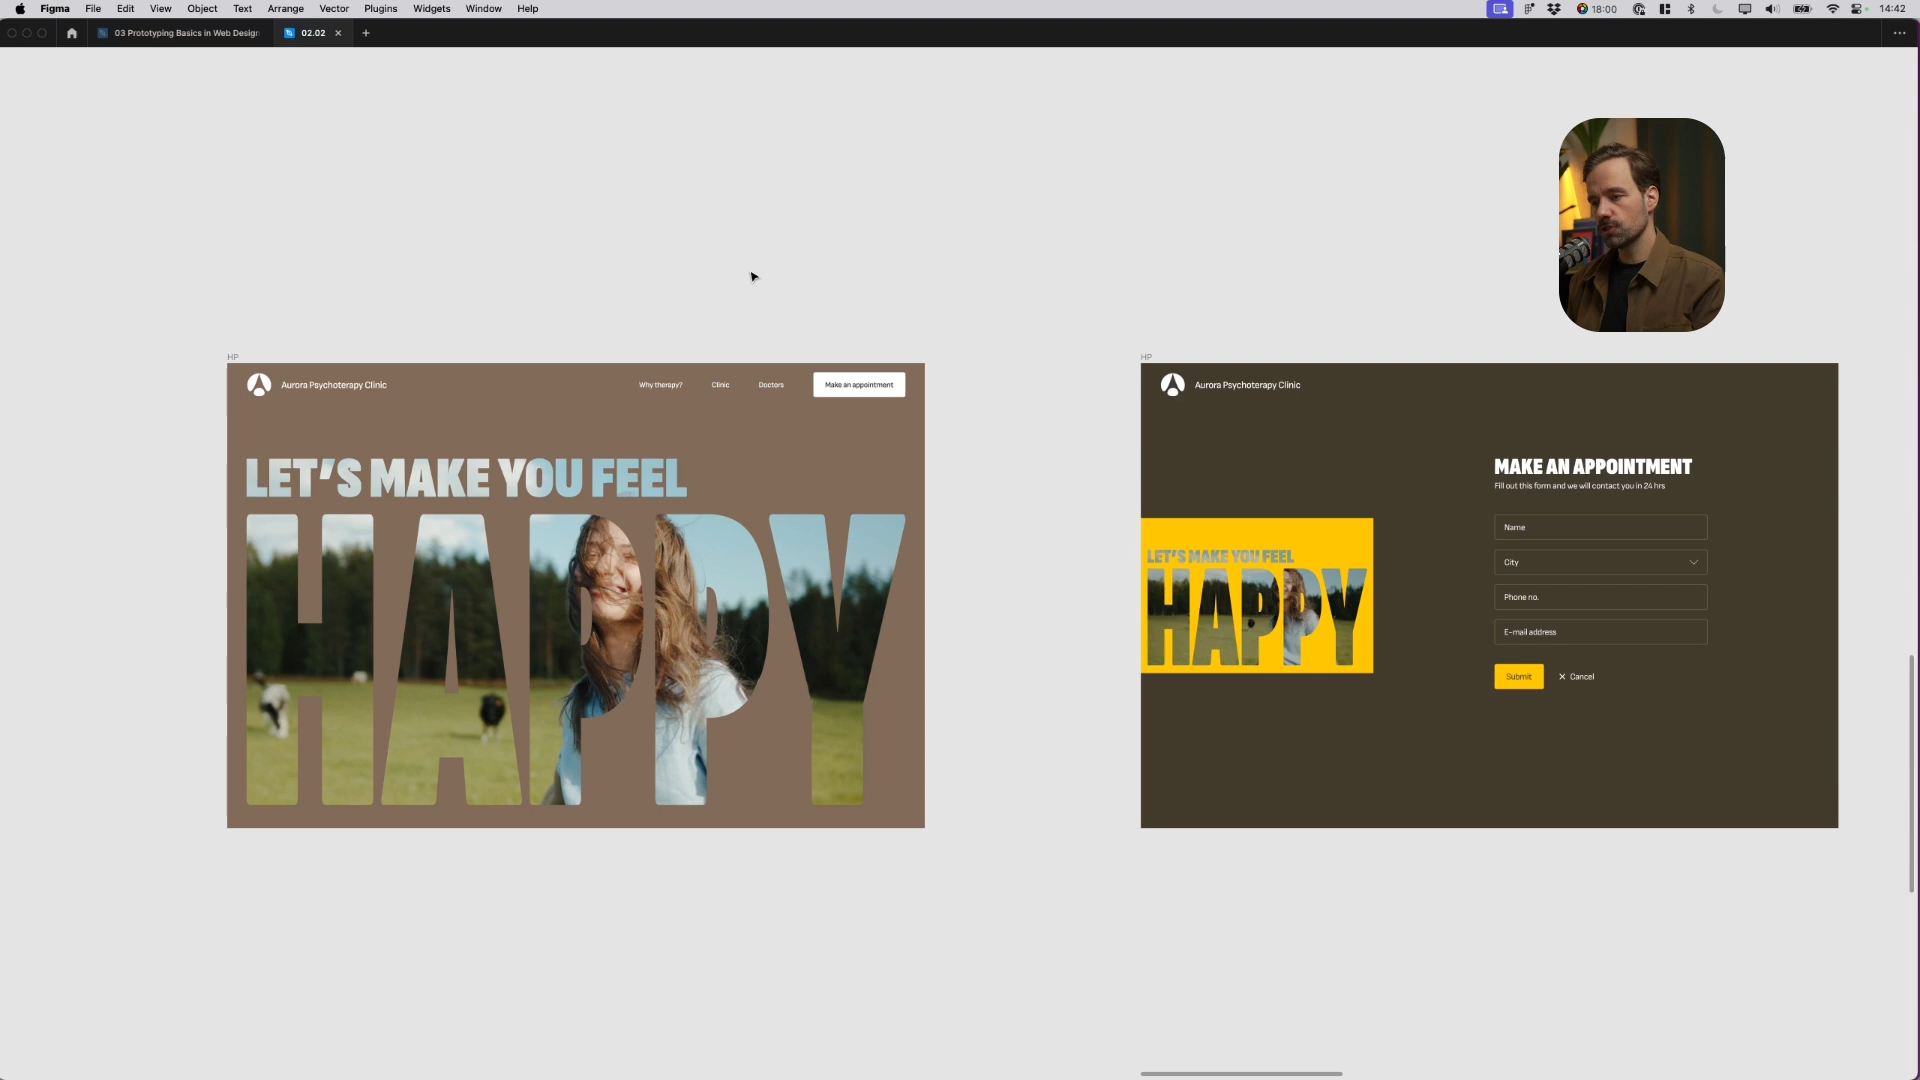 Figma File Edit View Object Text Arrange Vector Plugins Widgets Window Help 18:00 14:42
03 Prototyping Basics in Web Design 02.02
HP
Aurora Psychoterapy Clinic Why therapy? Clinic Doctors Make an appointment
LET'S MAKE YOU FEEL
HAPPY
HP
Aurora Psychoterapy Clinic
LET'S MAKE YOU FEEL
HAPPY
MAKE AN APPOINTMENT
Fill out this form and we will contact you in 24 hrs
Name
City
Phone no.
E-mail address
Submit Cancel